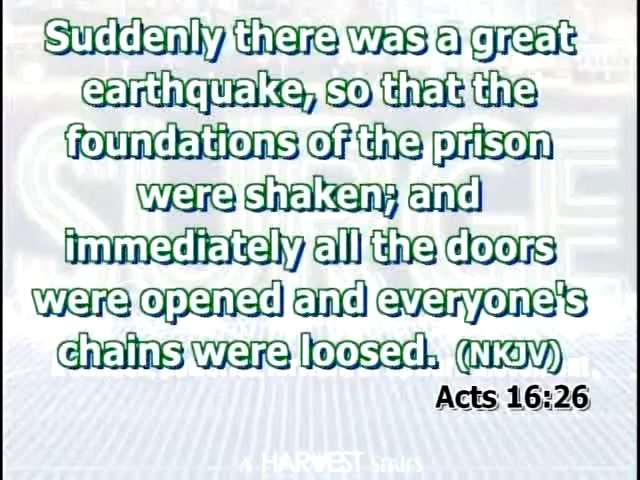 Suddenly there was a great
earthquake, so that the
foundations of the prison
were shaken; and
immediately all the doors
were opened and everyone's
chains were loosed. (NKJV)
Acts 16:26
SURGE
A HARVEST SERIES